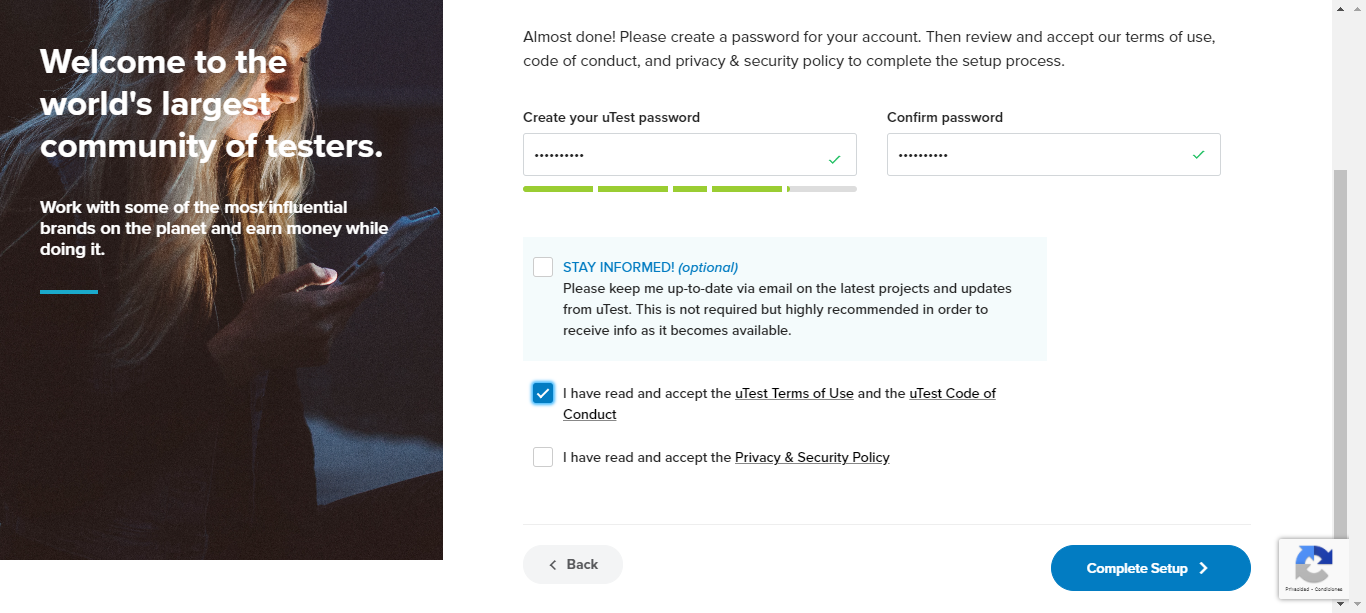 Welcome to the
world's largest
community of testers.
Work with some of the most influential
brands on the planet and earn money while
doing it.
Almost done! Please create a password for your account. Then review and accept our terms of use,
code of conduct, and privacy & security policy to complete the setup process.
Create your uTest password
Confirm password
••••••••••
••••••••••
STAY INFORMED! (optional)
Please keep me up-to-date via email on the latest projects and updates
from uTest. This is not required but highly recommended in order to
receive info as it becomes available.
I have read and accept the uTest Terms of Use and the uTest Code of
Conduct
I have read and accept the Privacy & Security Policy
Back
Complete Setup
Privacidad - Condiciones